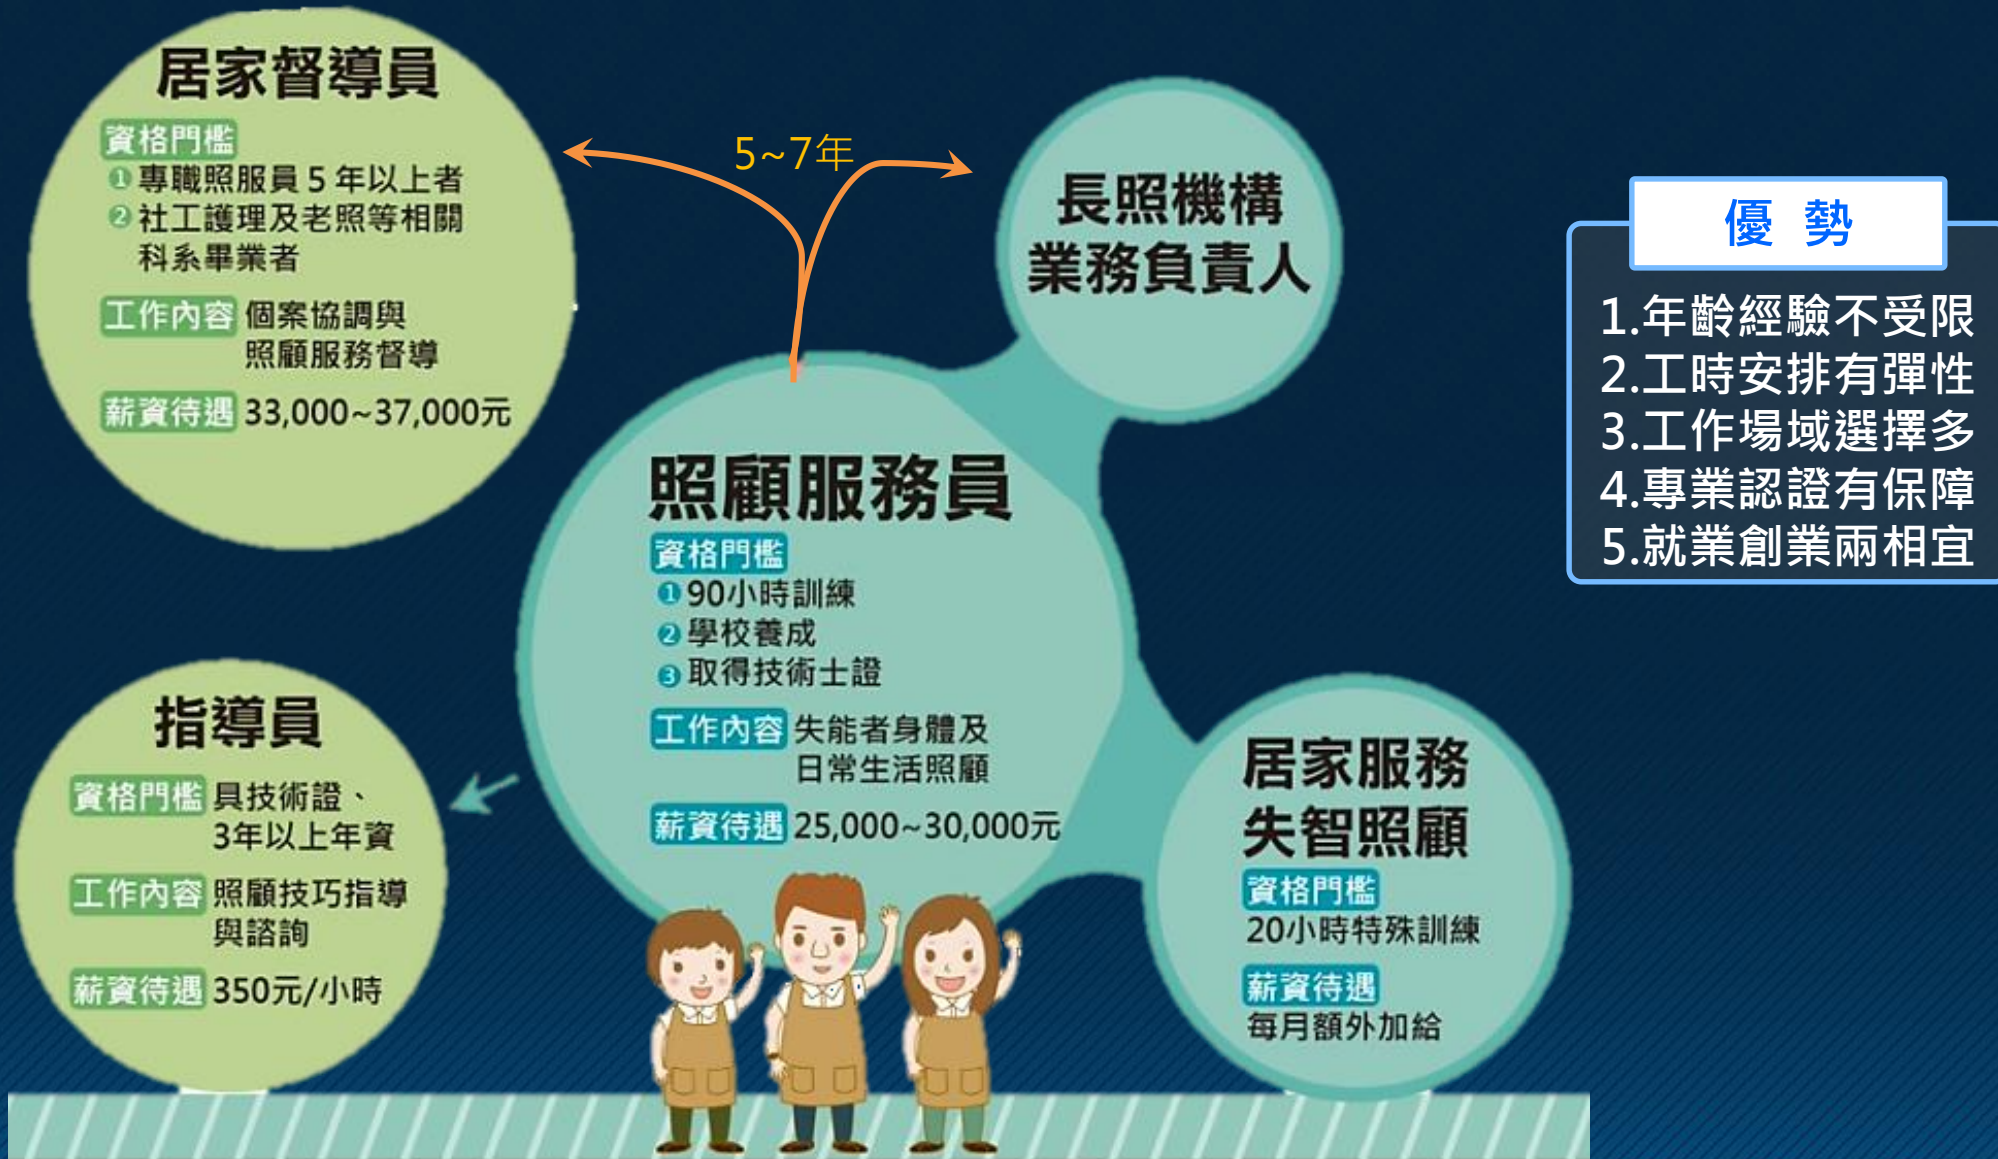 居家督導員
資格門檻
❶專職照服員5年以上者
❷社工護理及老照等相關
科系畢業者
工作內容 個案協調與
照顧服務督導
薪資待遇 33,000~37,000元
5~7年
長照機構
業務負責人
優 勢
1.年齡經驗不受限
2.工時安排有彈性
3.工作場域選擇多
4.專業認證有保障
5.就業創業兩相宜
照顧服務員
資格門檻
❶90小時訓練
❷學校養成
❸取得技術士證
工作內容 失能者身體及
日常生活照顧
薪資待遇 25,000~30,000元
指導員
資格門檻 具技術證、
3年以上年資
工作內容 照顧技巧指導
與諮詢
薪資待遇 350元/小時
居家服務
失智照顧
資格門檻
20小時特殊訓練
薪資待遇
每月額外加給